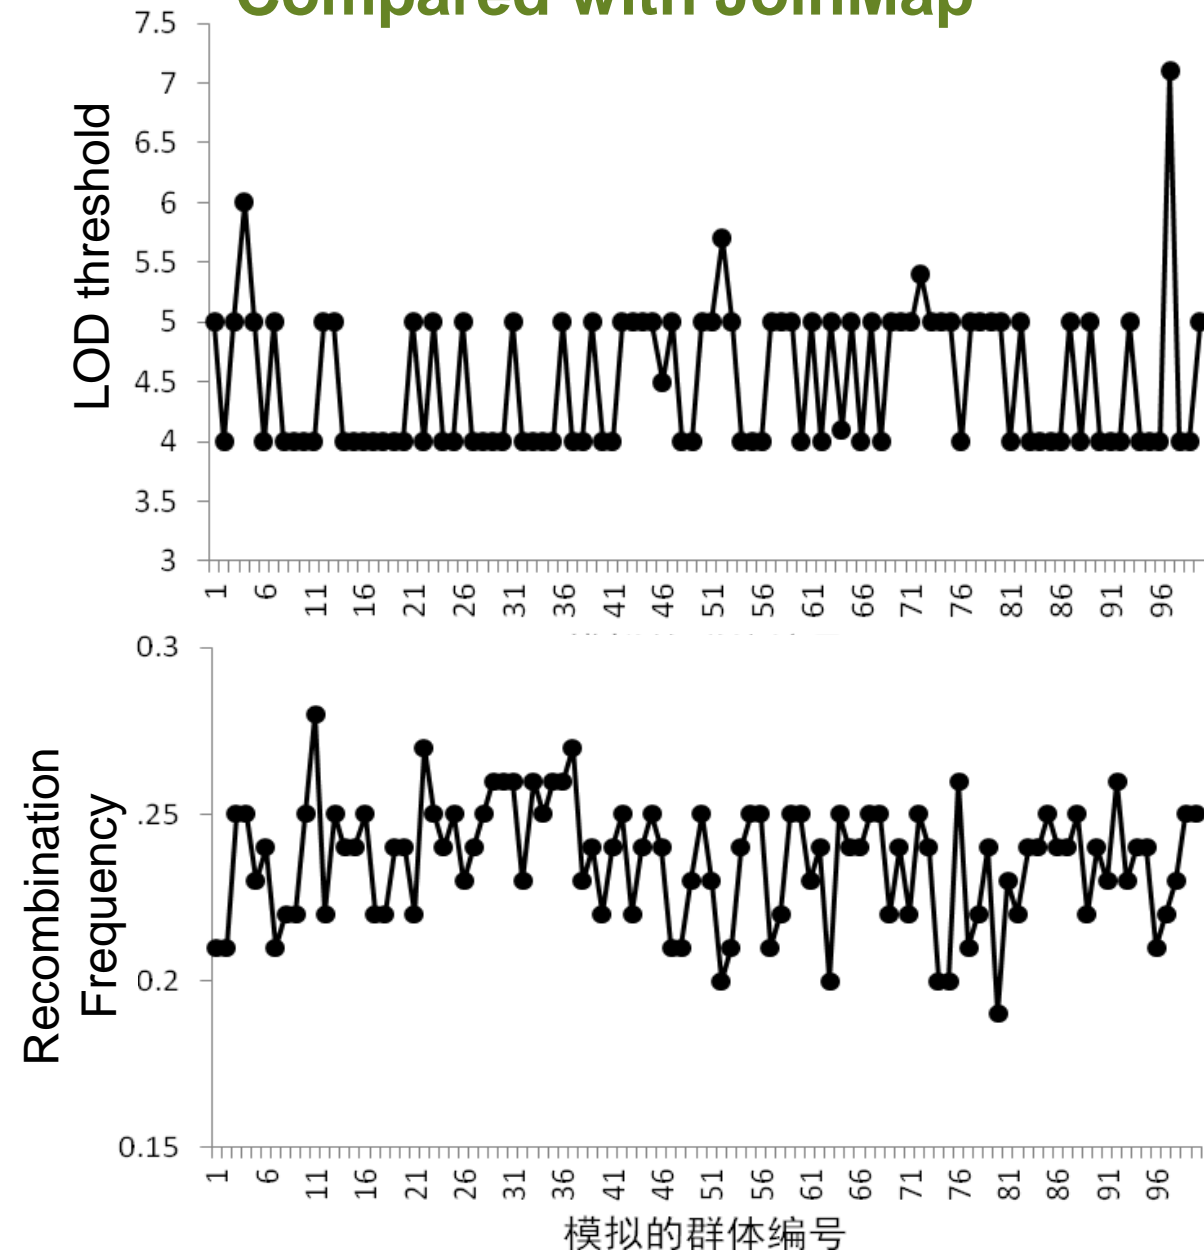 Compared with JoinMap
7.5
7
6.5
6
5.5
5
4.5
4
3.5
3
LOD threshold
1 6 11 16 21 26 31 36 41 46 51 56 61 66 71 76 81 86 91 96
0.3
.25
0.2
0.15
Recombination
Frequency
1 6 11 16 21 26 31 36 41 46 51 56 61 66 71 76 81 86 91 96
模拟的群体编号